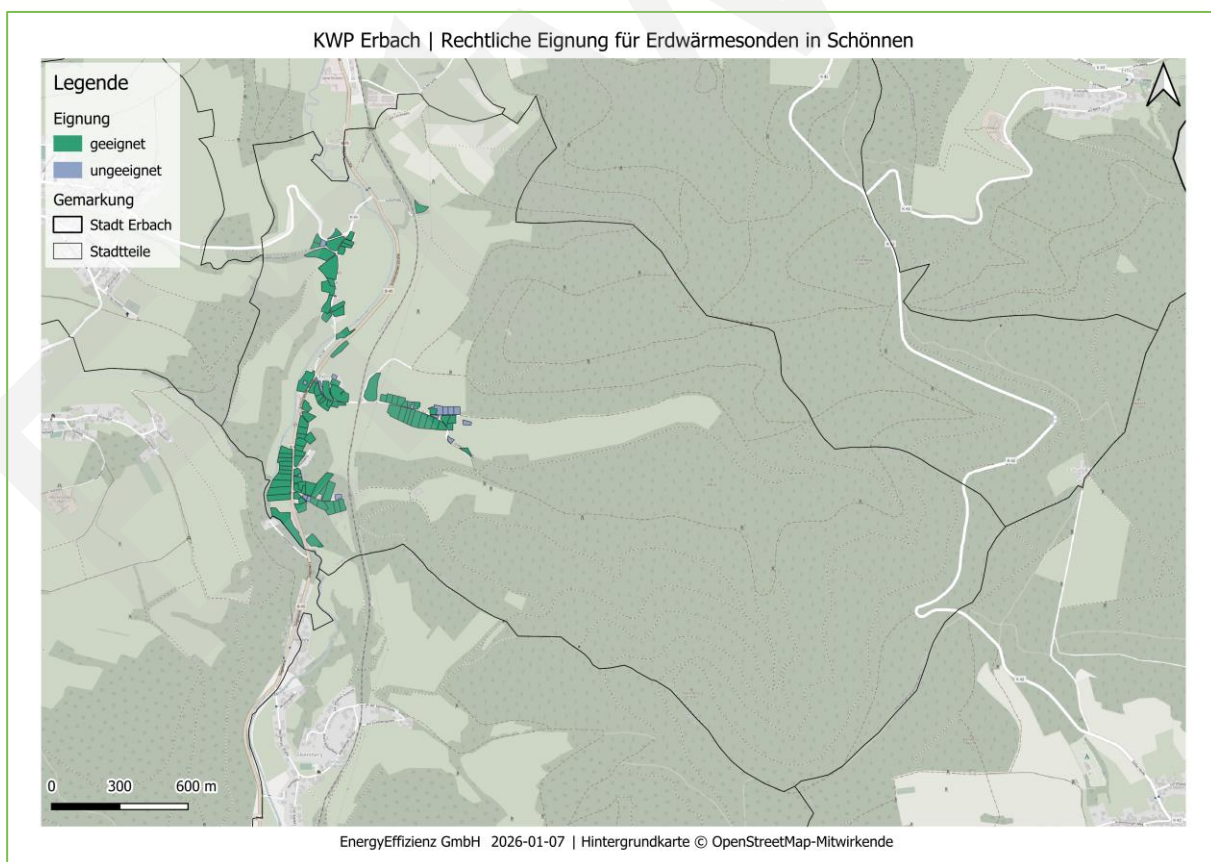 KWP Erbach | Rechtliche Eignung für Erdwärmesonden in Schönnen
Legende
Eignung
geeignet
ungeeignet
Gemarkung
Stadt Erbach
Stadtteile
0 300 600 m
EnergyEffizienz GmbH 2026-01-07 | Hintergrundkarte © OpenStreetMap-Mitwirkende